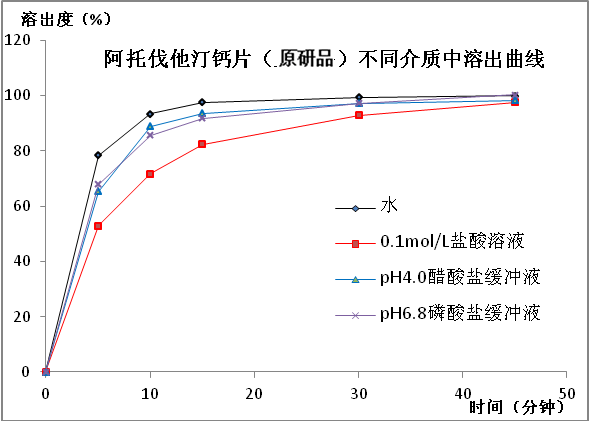 溶出度（%）
阿托伐他汀钙片（原研品）不同介质中溶出曲线
120
100
80
60
40
20
0
水
0.1mol/L盐酸溶液
pH4.0醋酸盐缓冲液
pH6.8磷酸盐缓冲液
0 10 20 30 40 50
时间（分钟）